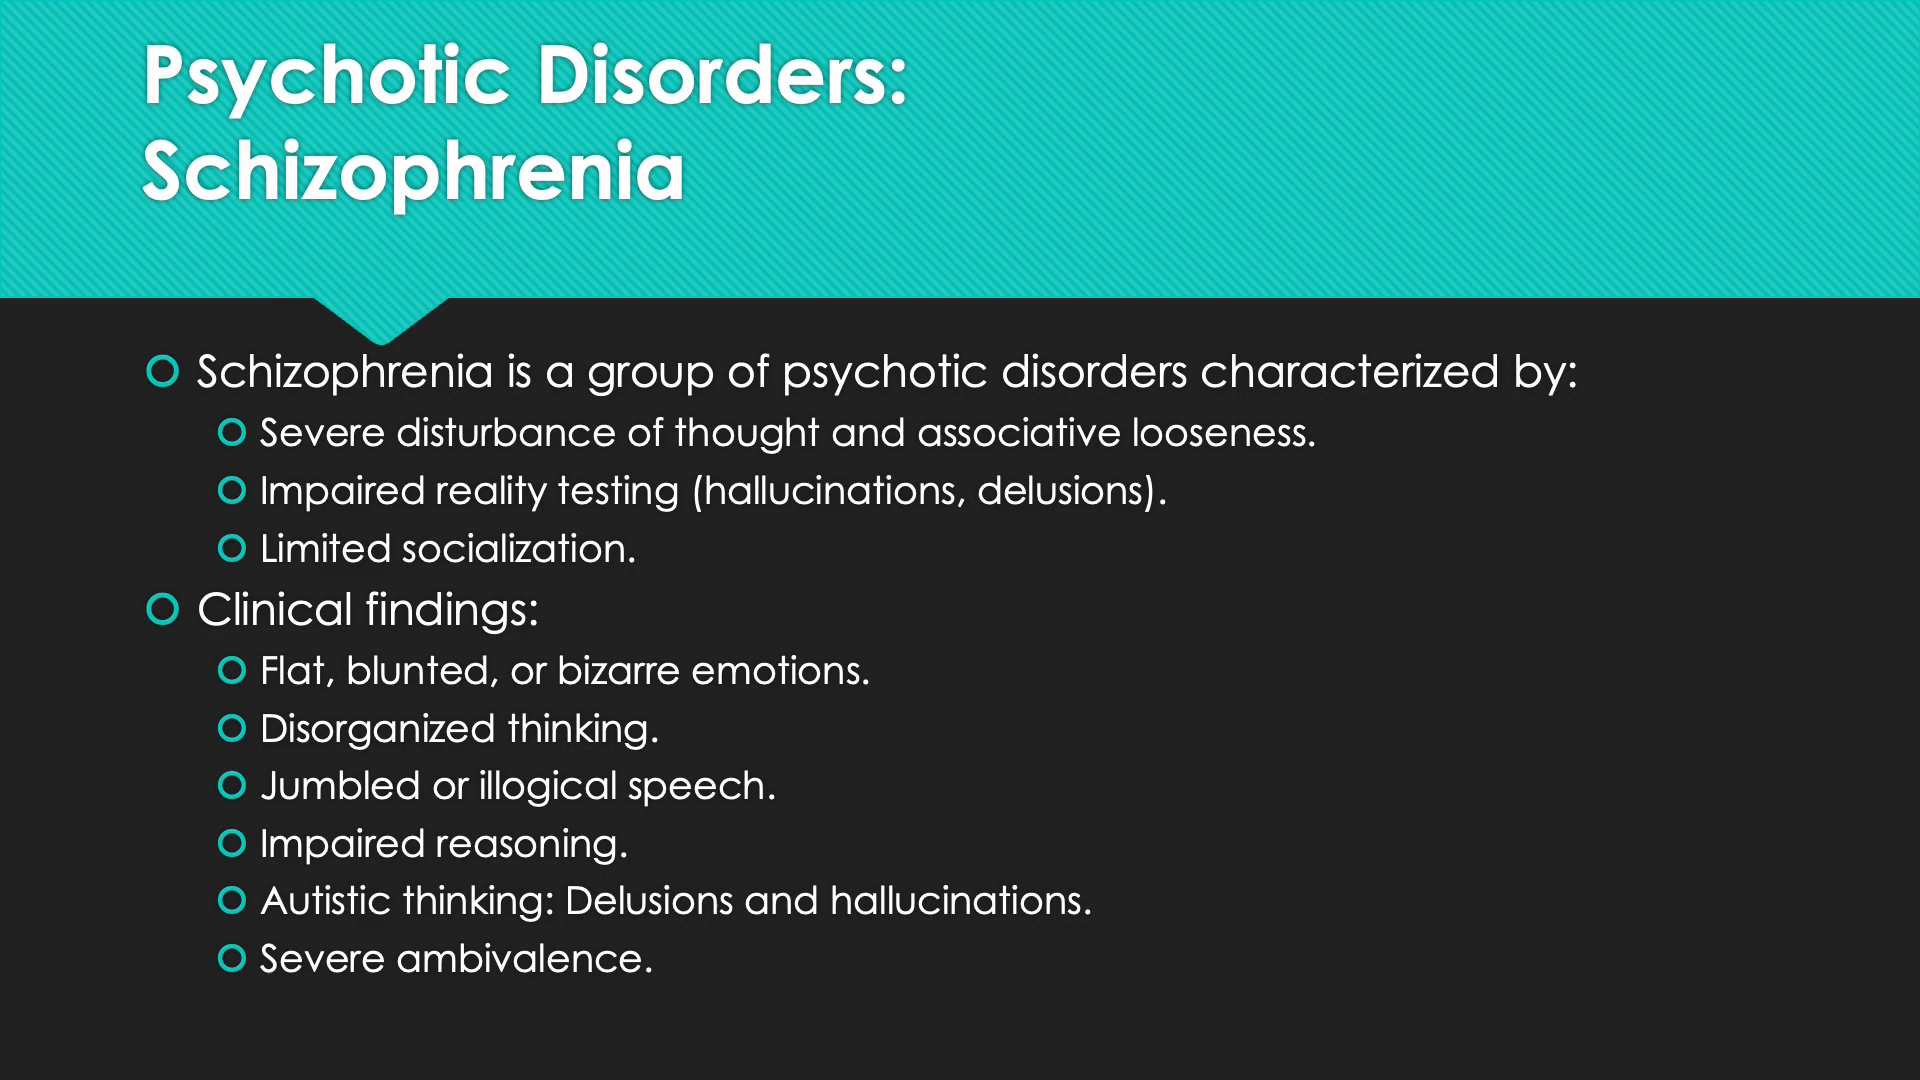 Psychotic Disorders:
Schizophrenia
Schizophrenia is a group of psychotic disorders characterized by:
Severe disturbance of thought and associative looseness.
Impaired reality testing (hallucinations, delusions).
Limited socialization.
Clinical findings:
Flat, blunted, or bizarre emotions.
Disorganized thinking.
Jumbled or illogical speech.
Impaired reasoning.
Autistic thinking: Delusions and hallucinations.
Severe ambivalence.